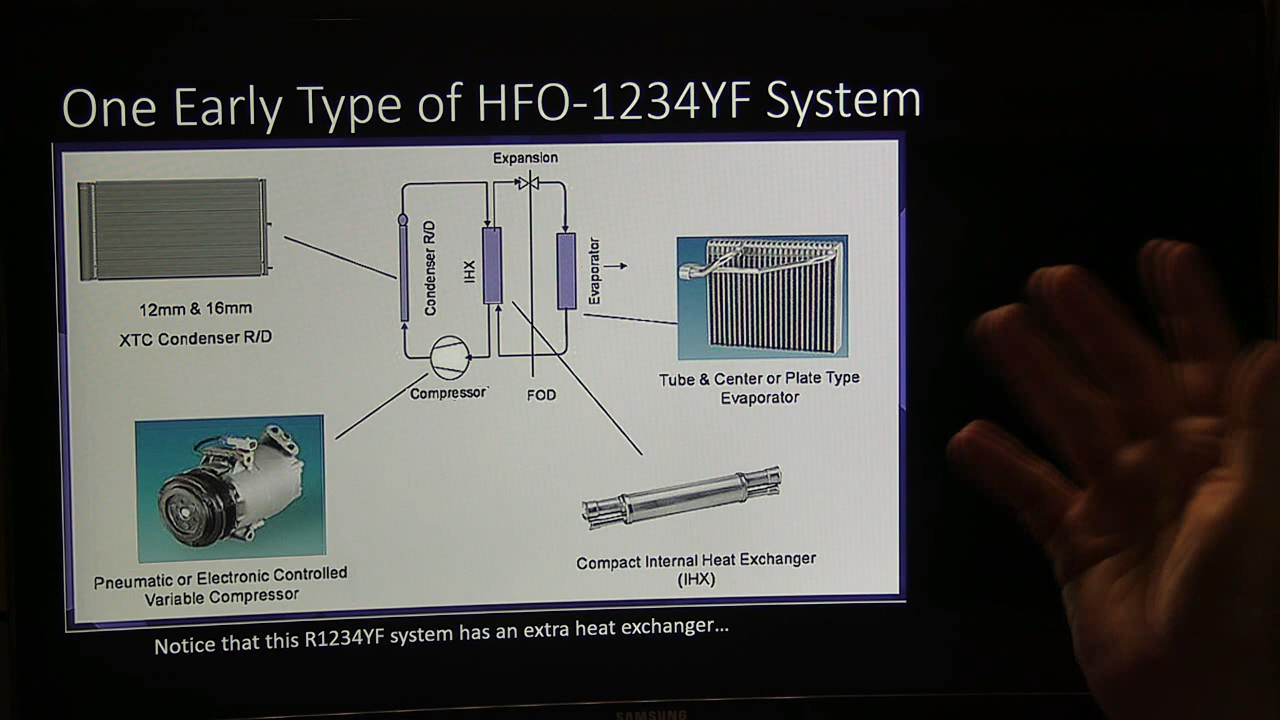 One Early Type of HFO-1234YF System
Expansion
Condenser R/D
IHX
Evaporator
12mm & 16mm
XTC Condenser R/D
Compressor
FOD
Tube & Center or Plate Type
Evaporator
Pneumatic or Electronic Controlled
Variable Compressor
Compact Internal Heat Exchanger
(IHX)
Notice that this R1234YF system has an extra heat exchanger...
SAMSUNG